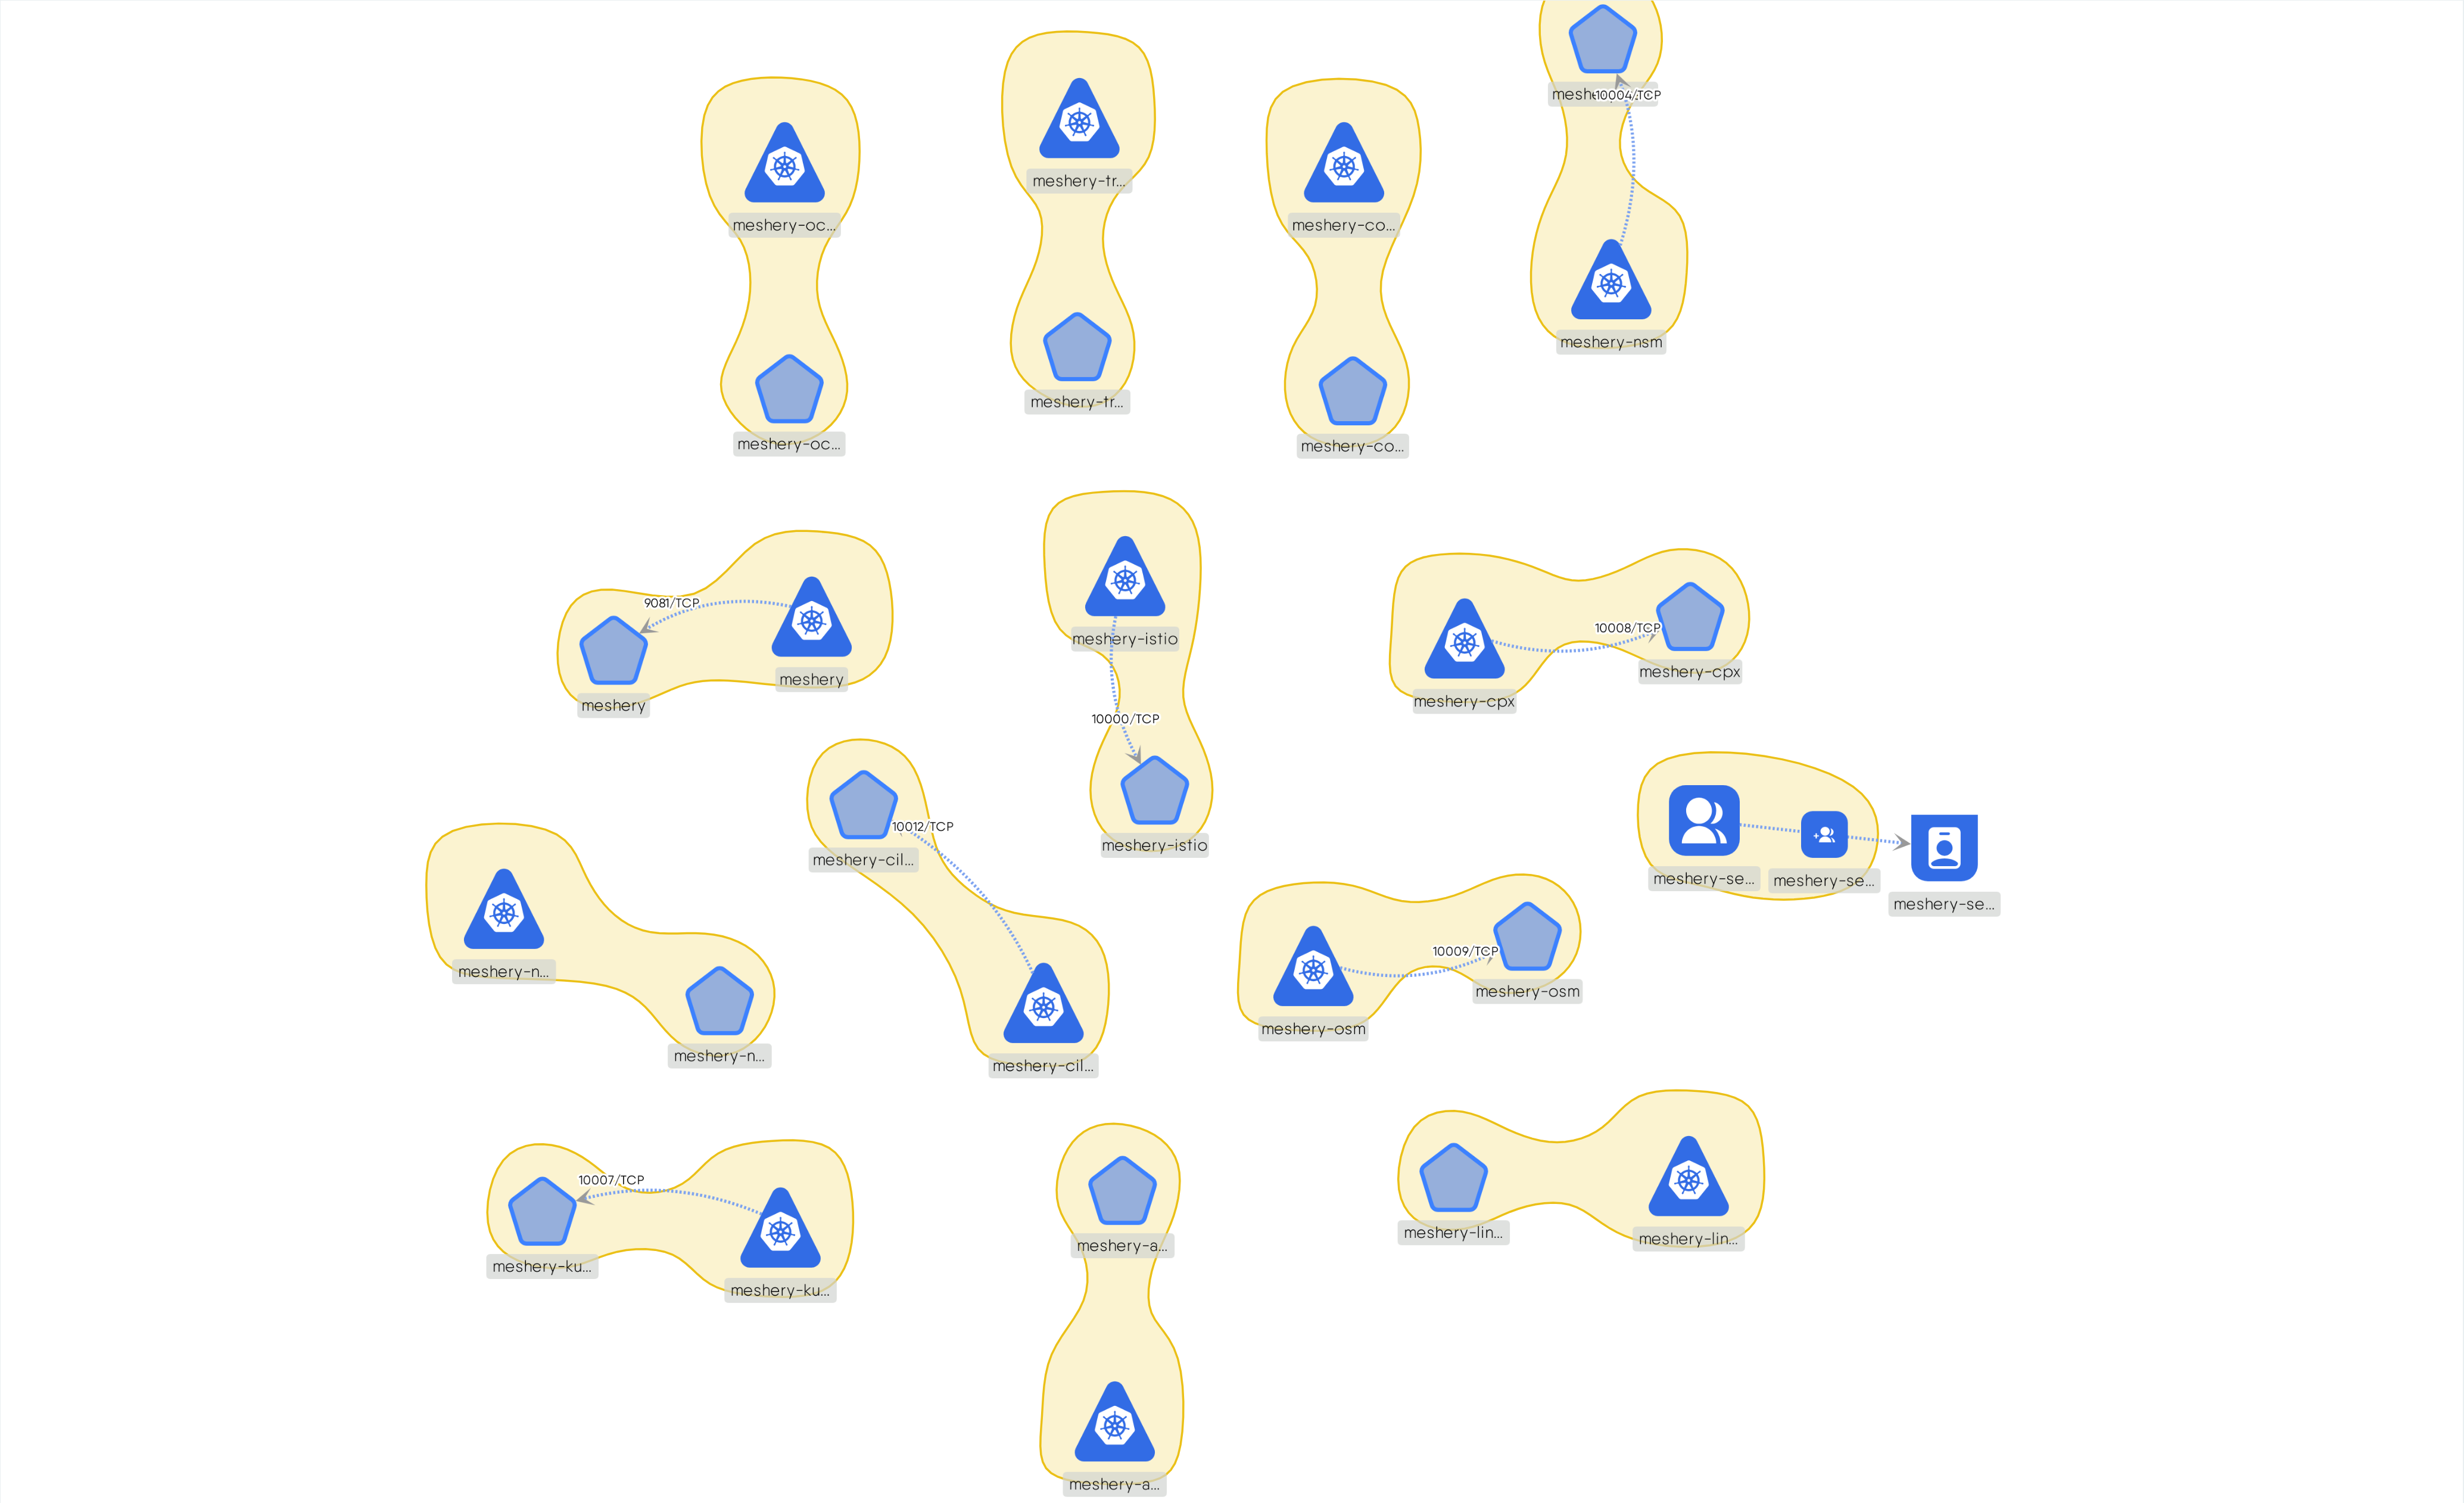 10004/TCP
meshery-tr...
meshery-oc...
meshery-co...
meshery-nsm
meshery-tr...
meshery-oc...
meshery-co...
9081/TCP
meshery
meshery
meshery-istio
10000/TCP
meshery-istio
10008/TCP
meshery-cpx
meshery-cpx
10012/TCP
meshery-cil...
meshery-cil...
meshery-se...
meshery-se...
meshery-se...
meshery-n...
meshery-n...
10009/TCP
meshery-osm
meshery-osm
10007/TCP
meshery-ku...
meshery-ku...
meshery-a...
meshery-a...
meshery-lin...
meshery-lin...